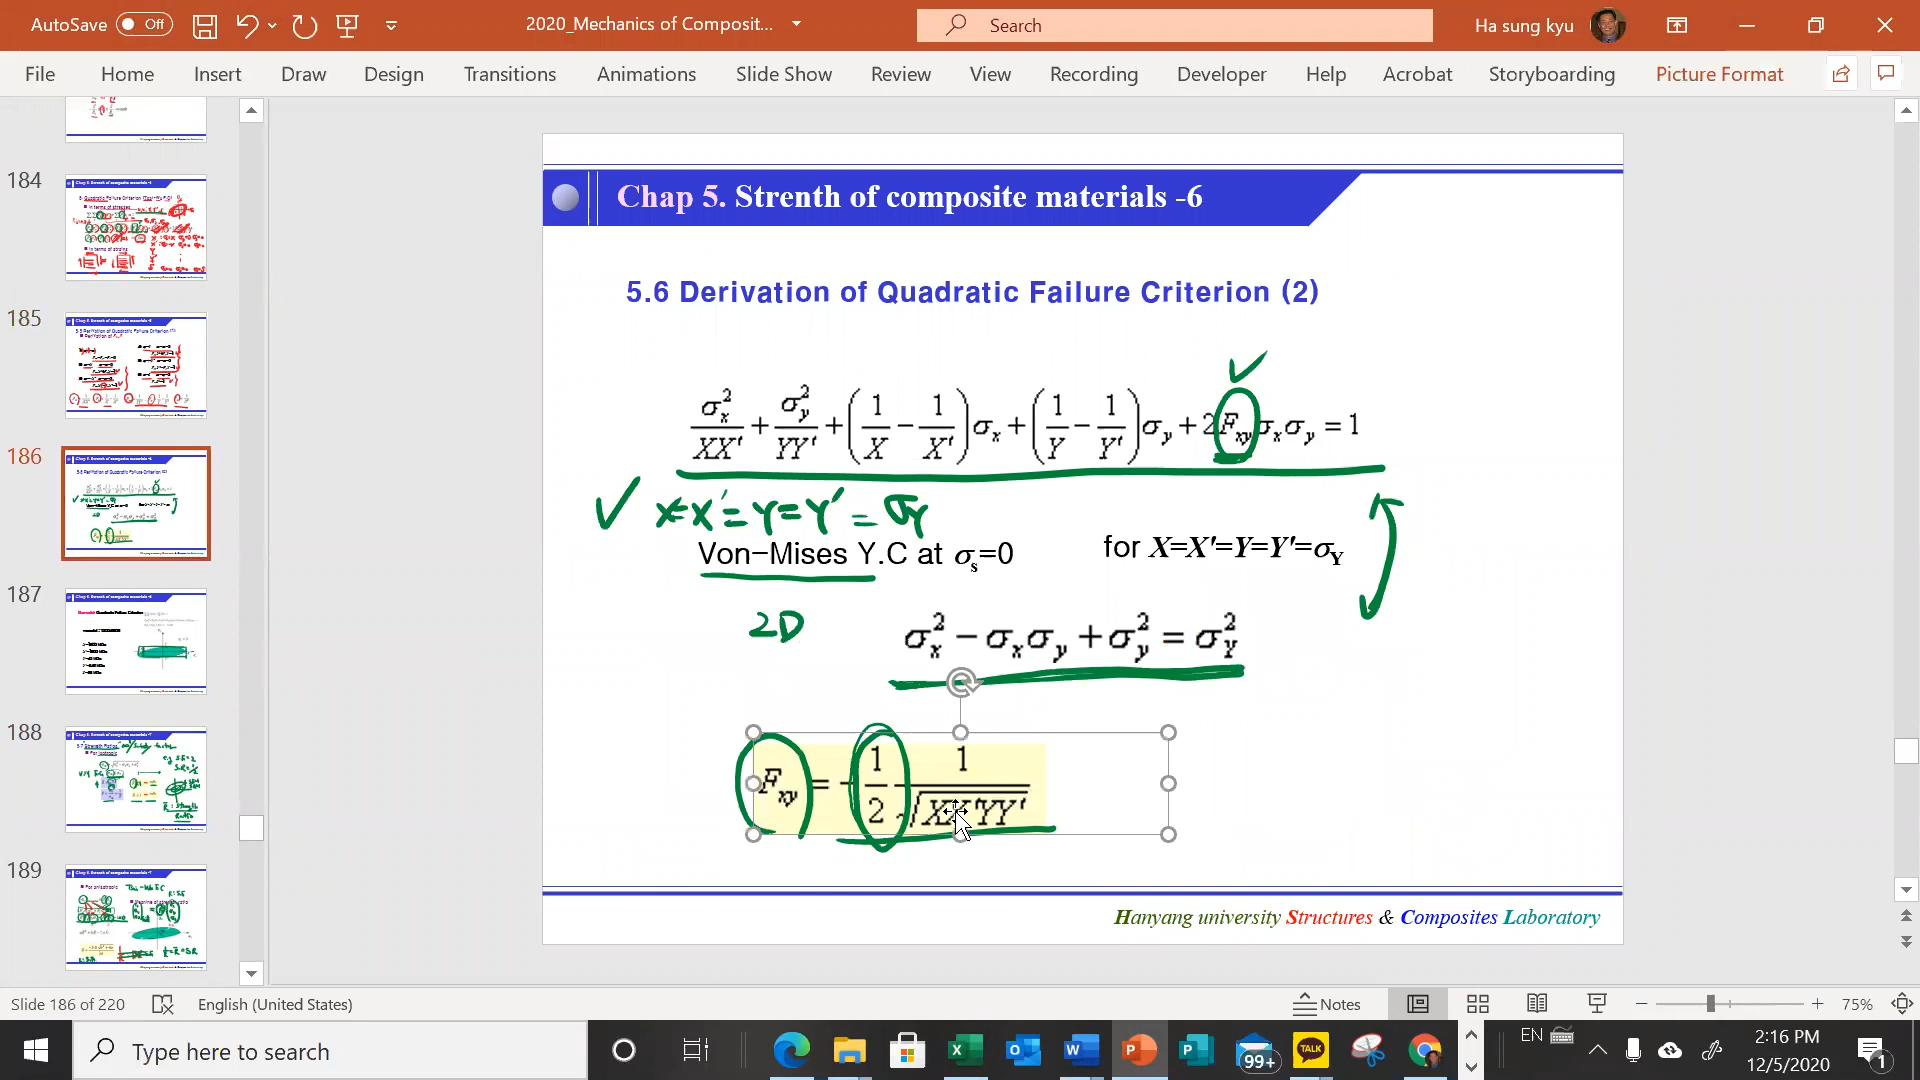 AutoSave Off 2020_Mechanics of Composit... Search Ha sung kyu
File Home Insert Draw Design Transitions Animations Slide Show Review View Recording Developer Help Acrobat Storyboarding Picture Format
184
185
186
187
188
189
Chap 5. Strenth of composite materials -6
5.6 Derivation of Quadratic Failure Criterion (2)
✓
σx²/XX' + σy²/YY' + (1/X − 1/X')σx + (1/Y − 1/Y')σy + 2Fxyσxσy = 1
✓ X=X'=Y=Y'=σY
Von−Mises Y.C at σs=0 for X=X'=Y=Y'=σY
2D
σx² − σxσy + σy² = σY²
Fxy = −1/2 1/√XX'YY'
Hanyang university Structures & Composites Laboratory
Slide 186 of 220 English (United States) Notes 75%
Type here to search 99+ TALK EN 2:16 PM
12/5/2020 1